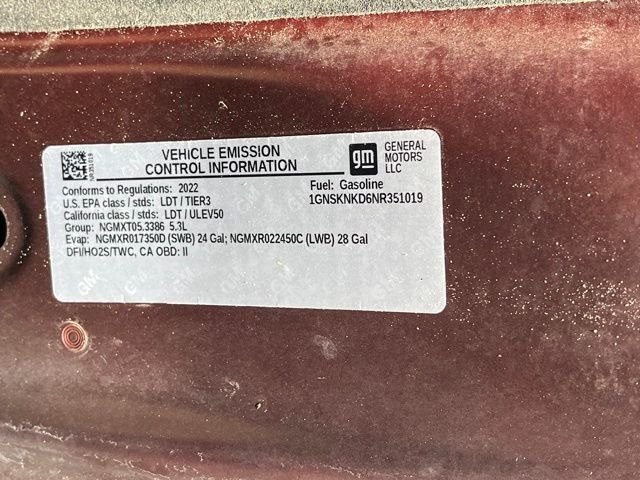 NR351019
VEHICLE EMISSION
CONTROL INFORMATION
gm
GENERAL
MOTORS
LLC
Conforms to Regulations: 2022
U.S. EPA class / stds: LDT / TIER3
California class / stds: LDT / ULEV50
Group: NGMXT05.3386 5.3L
Evap: NGMXR017350D (SWB) 24 Gal; NGMXR022450C (LWB) 28 Gal
DFI/HO2S/TWC, CA OBD: II
Fuel: Gasoline
1GNSKNKD6NR351019